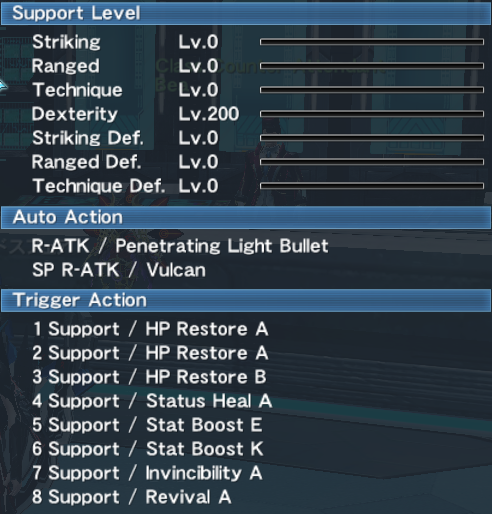 Support Level
Striking Lv.0
Ranged Lv.0
Technique Lv.0
Dexterity Lv.200
Striking Def. Lv.0
Ranged Def. Lv.0
Technique Def. Lv.0
Auto Action
R-ATK / Penetrating Light Bullet
SP R-ATK / Vulcan
Trigger Action
1 Support / HP Restore A
2 Support / HP Restore A
3 Support / HP Restore B
4 Support / Status Heal A
5 Support / Stat Boost E
6 Support / Stat Boost K
7 Support / Invincibility A
8 Support / Revival A